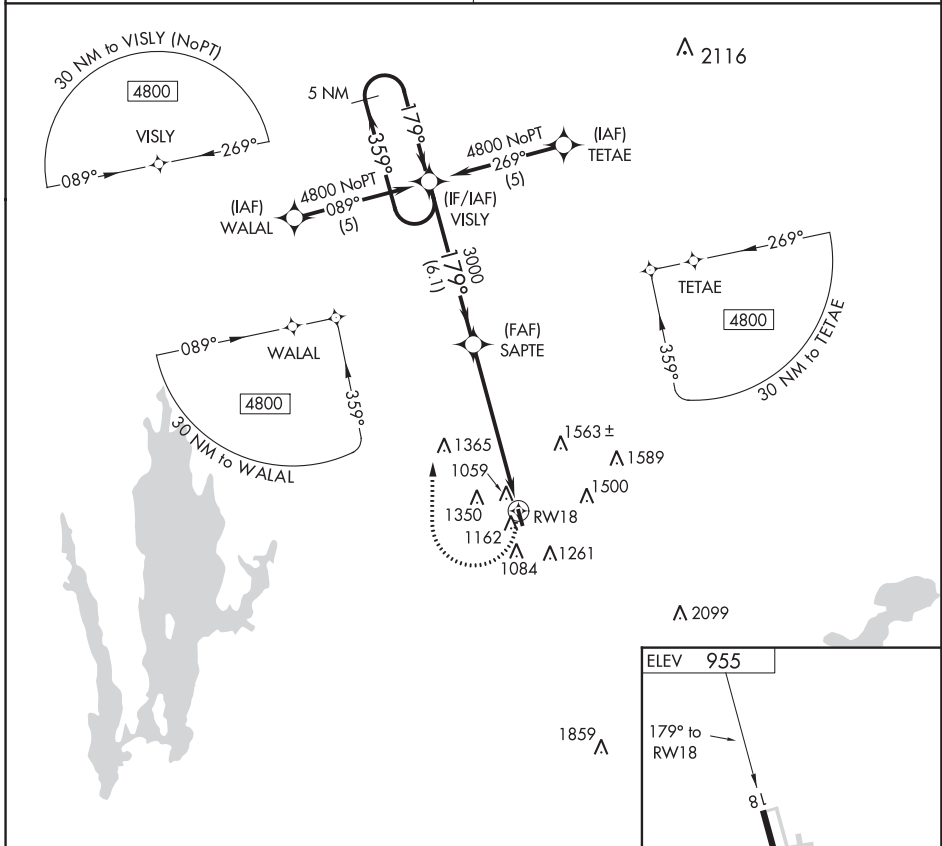 30 NM to VISLY (NoPT)
4800
VISLY
089°
269°
2116
5 NM
179°
359°
4800 NoPT
269°
(5)
(IAF)
TETAE
4800 NoPT
089°
(5)
(IAF)
WALAL
(IF/IAF)
VISLY
3000
179°
(6.1)
(FAF)
SAPTE
269°
TETAE
4800
359°
30 NM to TETAE
089°
WALAL
4800
359°
30 NM to WALAL
1365
1563 ±
1589
1059
1500
1350
RW18
1162
1261
1084
2099
1859
ELEV 955
179° to
RW18
18